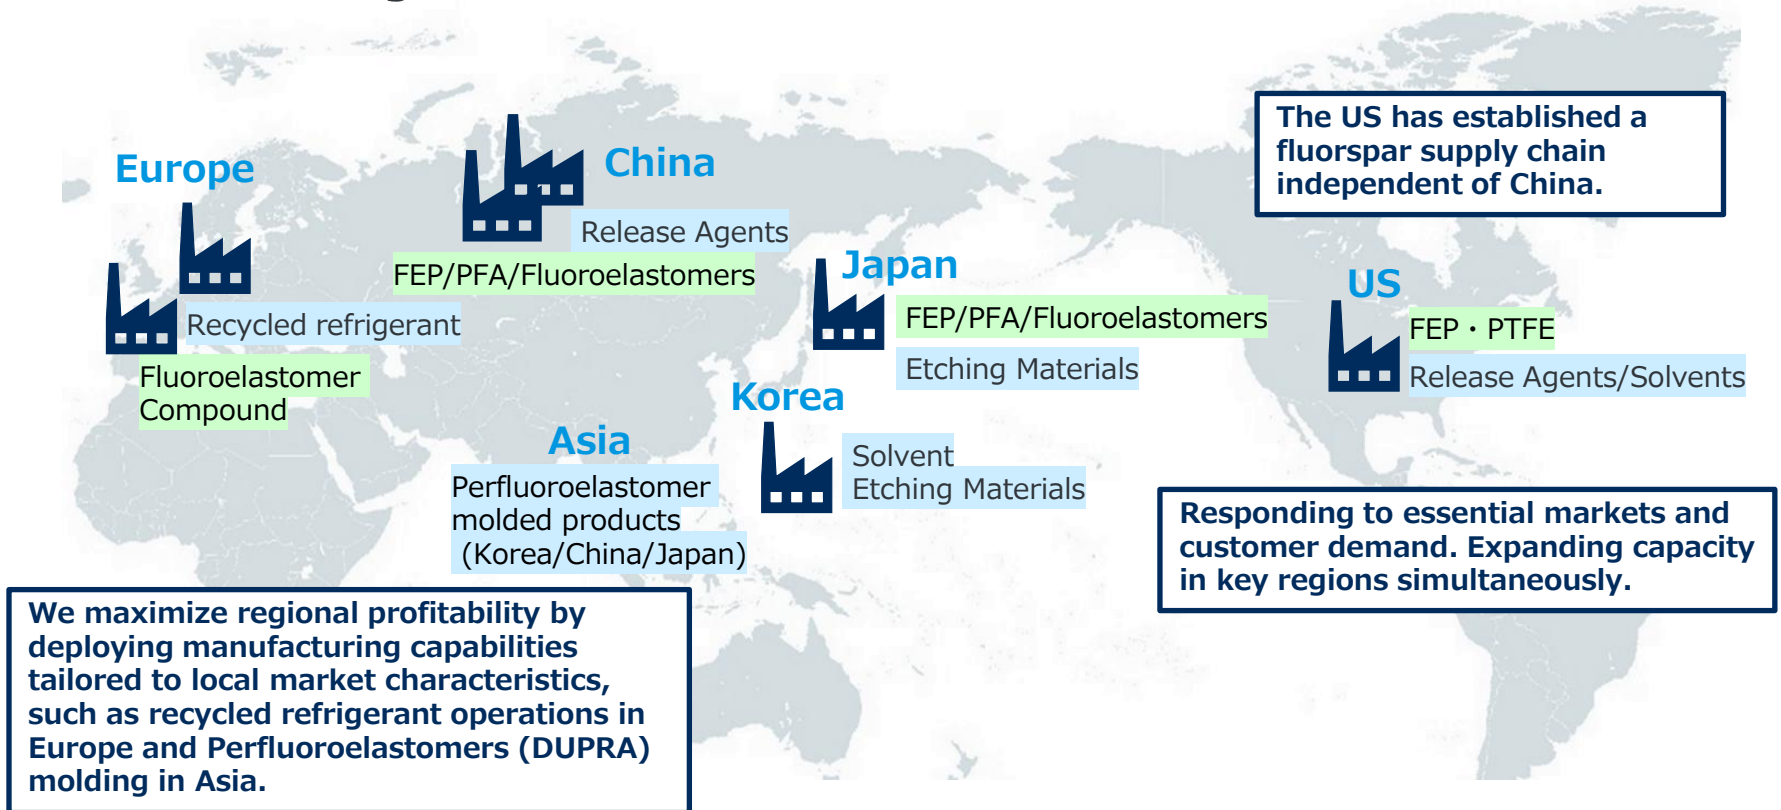 The US has established a
fluorspar supply chain
independent of China.
Europe
China
Release Agents
FEP/PFA/Fluoroelastomers
Japan
FEP/PFA/Fluoroelastomers
Etching Materials
US
FEP・PTFE
Release Agents/Solvents
Recycled refrigerant
Fluoroelastomer
Compound
Korea
Solvent
Etching Materials
Asia
Perfluoroelastomer
molded products
(Korea/China/Japan)
Responding to essential markets and
customer demand. Expanding capacity
in key regions simultaneously.
We maximize regional profitability by
deploying manufacturing capabilities
tailored to local market characteristics,
such as recycled refrigerant operations in
Europe and Perfluoroelastomers (DUPRA)
molding in Asia.